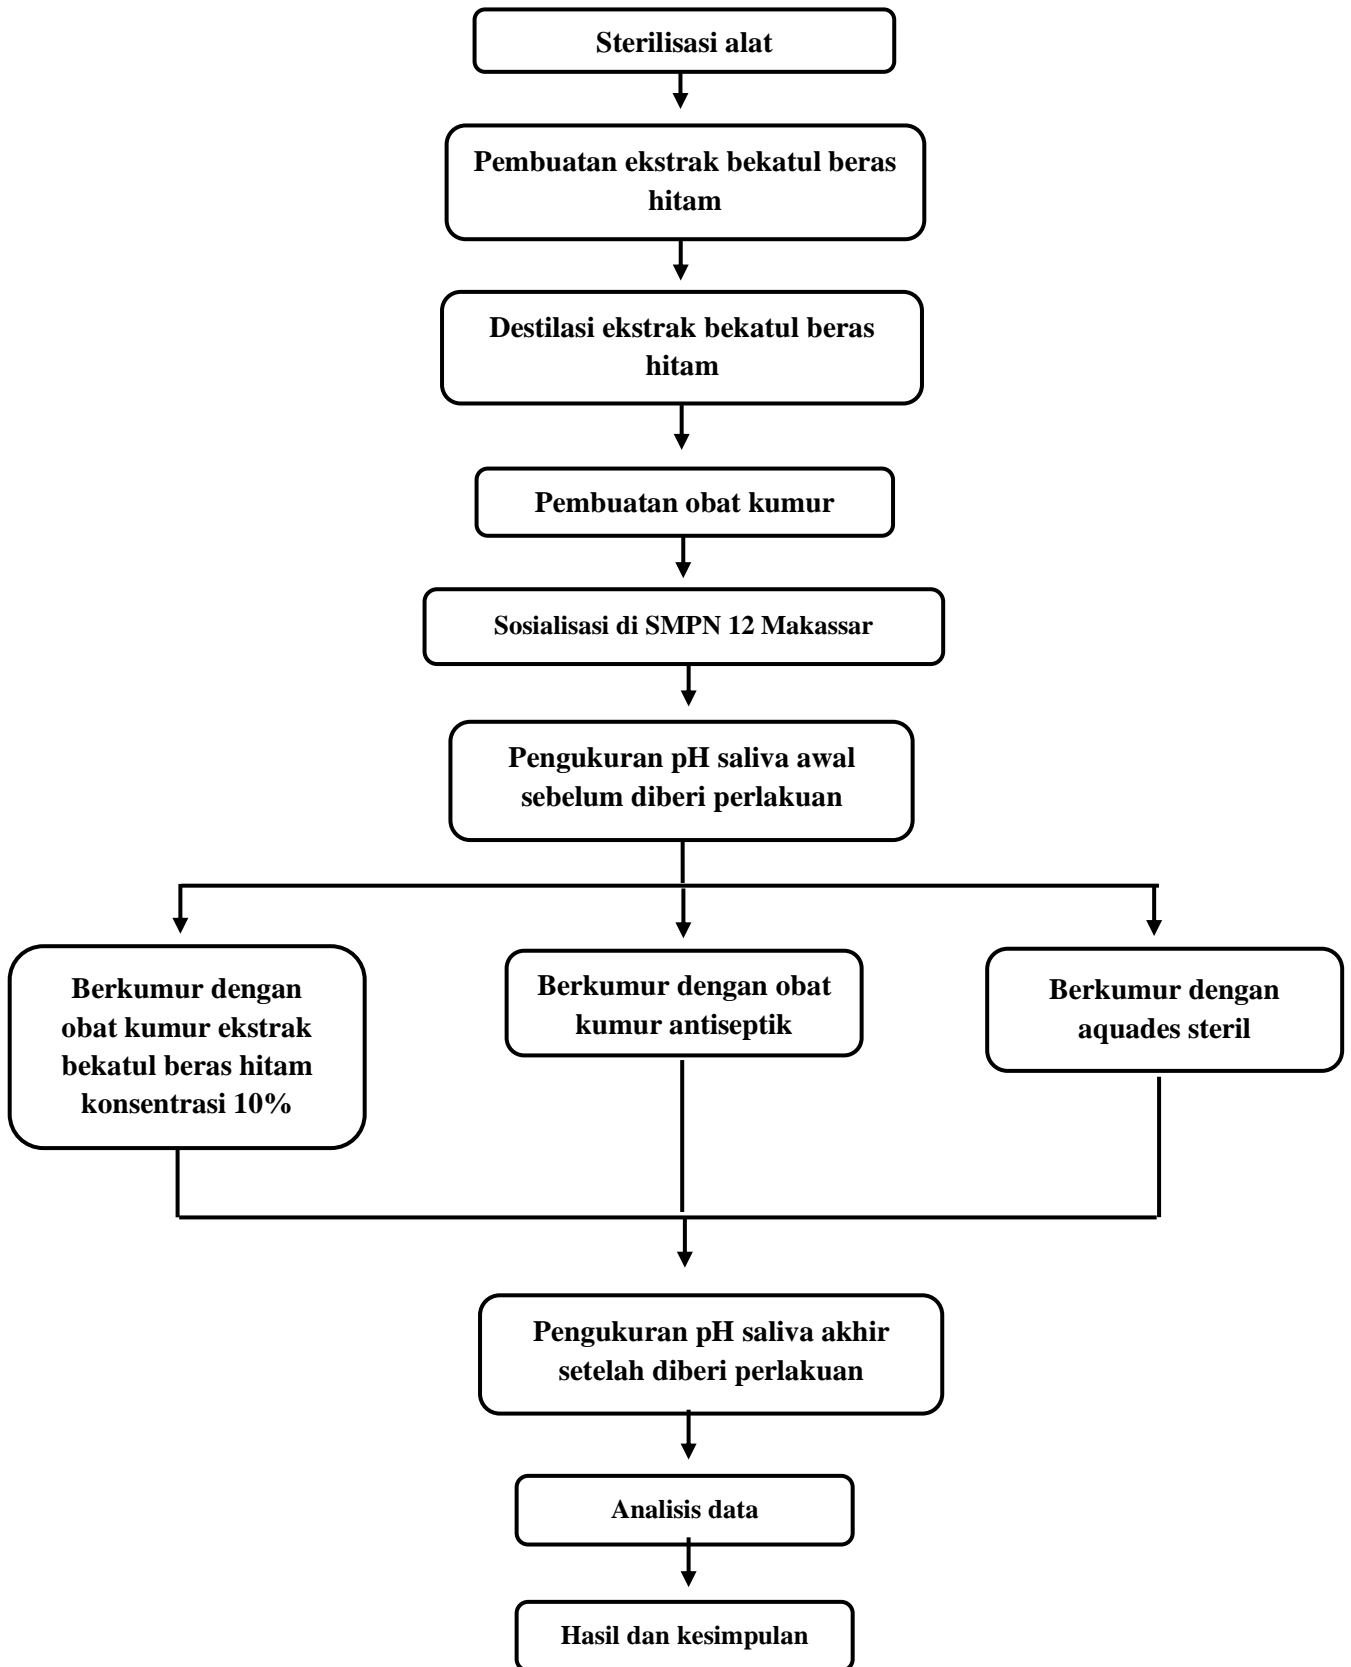 Sterilisasi alat
Pembuatan ekstrak bekatul beras
hitam
Destilasi ekstrak bekatul beras
hitam
Pembuatan obat kumur
Sosialisasi di SMPN 12 Makassar
Pengukuran pH saliva awal
sebelum diberi perlakuan
Berkumur dengan
obat kumur ekstrak
bekatul beras hitam
konsentrasi 10%
Berkumur dengan obat
kumur antiseptik
Berkumur dengan
aquades steril
Pengukuran pH saliva akhir
setelah diberi perlakuan
Analisis data
Hasil dan kesimpulan